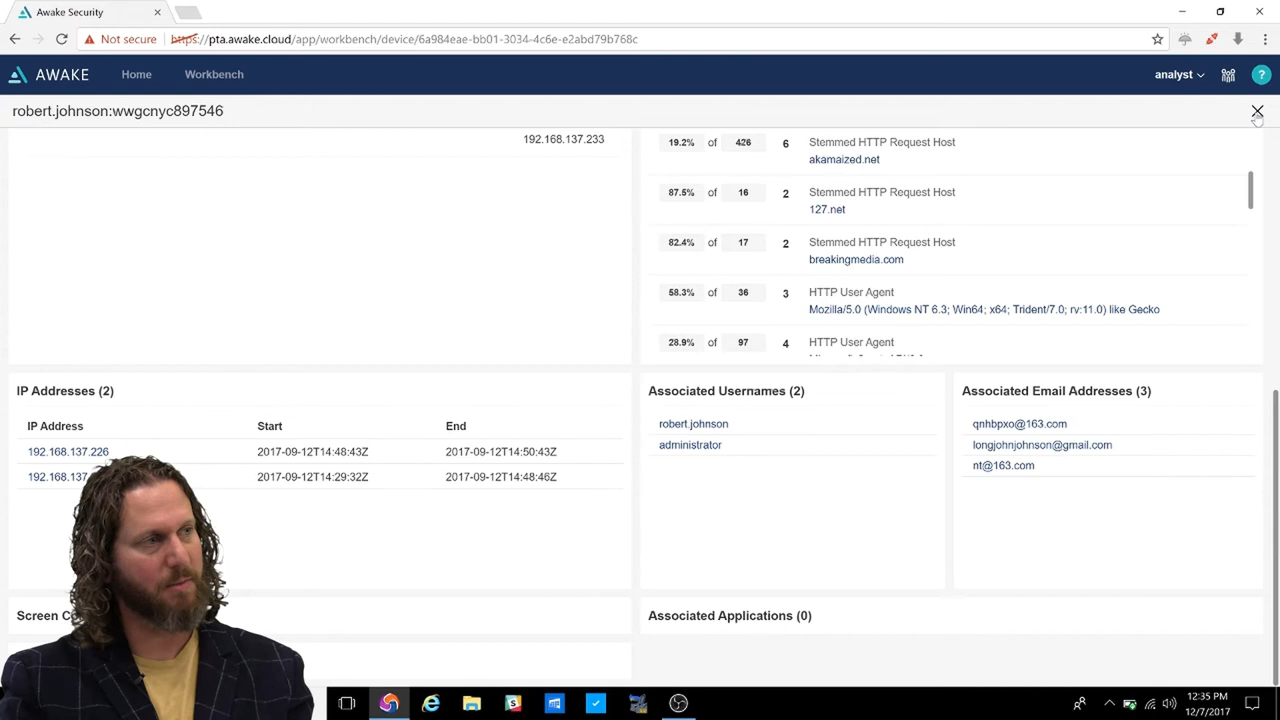 Awake Security
Not secure https://pta.awake.cloud/app/workbench/device/6a984eae-bb01-3034-4c6e-e2abd79b768c
AWAKE Home Workbench analyst ?
robert.johnson:wwgcnyc897546
192.168.137.233
19.2% of 426 6 Stemmed HTTP Request Host
akamaized.net
87.5% of 16 2 Stemmed HTTP Request Host
127.net
82.4% of 17 2 Stemmed HTTP Request Host
breakingmedia.com
58.3% of 36 3 HTTP User Agent
Mozilla/5.0 (Windows NT 6.3; Win64; x64; Trident/7.0; rv:11.0) like Gecko
28.9% of 97 4 HTTP User Agent
IP Addresses (2)
IP Address Start End
192.168.137.226 2017-09-12T14:48:43Z 2017-09-12T14:50:43Z
192.168.137. 2017-09-12T14:29:32Z 2017-09-12T14:48:46Z
Associated Usernames (2)
robert.johnson
administrator
Associated Email Addresses (3)
qnhbpxo@163.com
longjohnjohnson@gmail.com
nt@163.com
Screen
Associated Applications (0)
12:35 PM
12/7/2017